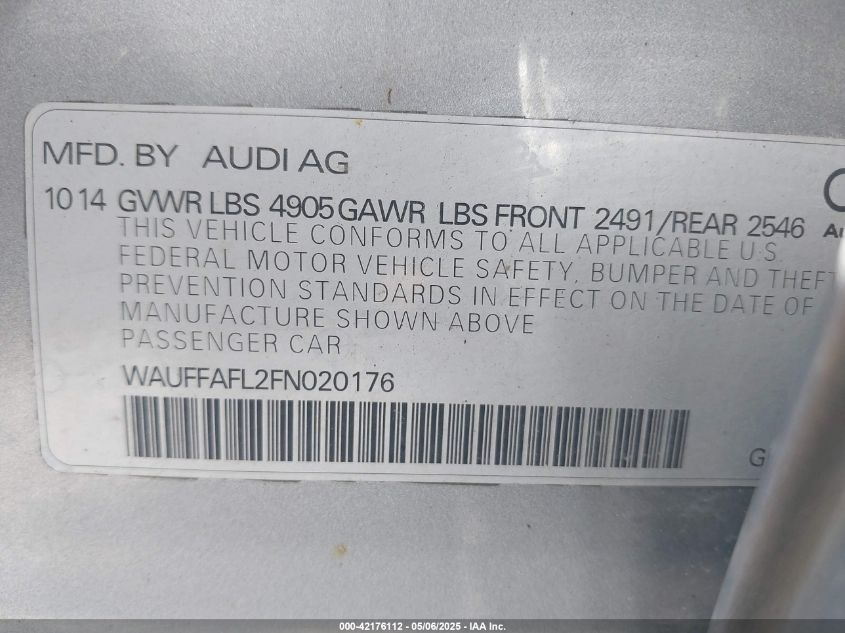 MFD. BY AUDI AG
10 14 GVWR LBS 4905 GAWR LBS FRONT 2491/REAR 2546
THIS VEHICLE CONFORMS TO ALL APPLICABLE U.S.
FEDERAL MOTOR VEHICLE SAFETY, BUMPER AND THEFT
PREVENTION STANDARDS IN EFFECT ON THE DATE OF
MANUFACTURE SHOWN ABOVE
PASSENGER CAR
WAUFFAFL2FN020176
G
000-42176112 - 05/06/2025 - IAA Inc.